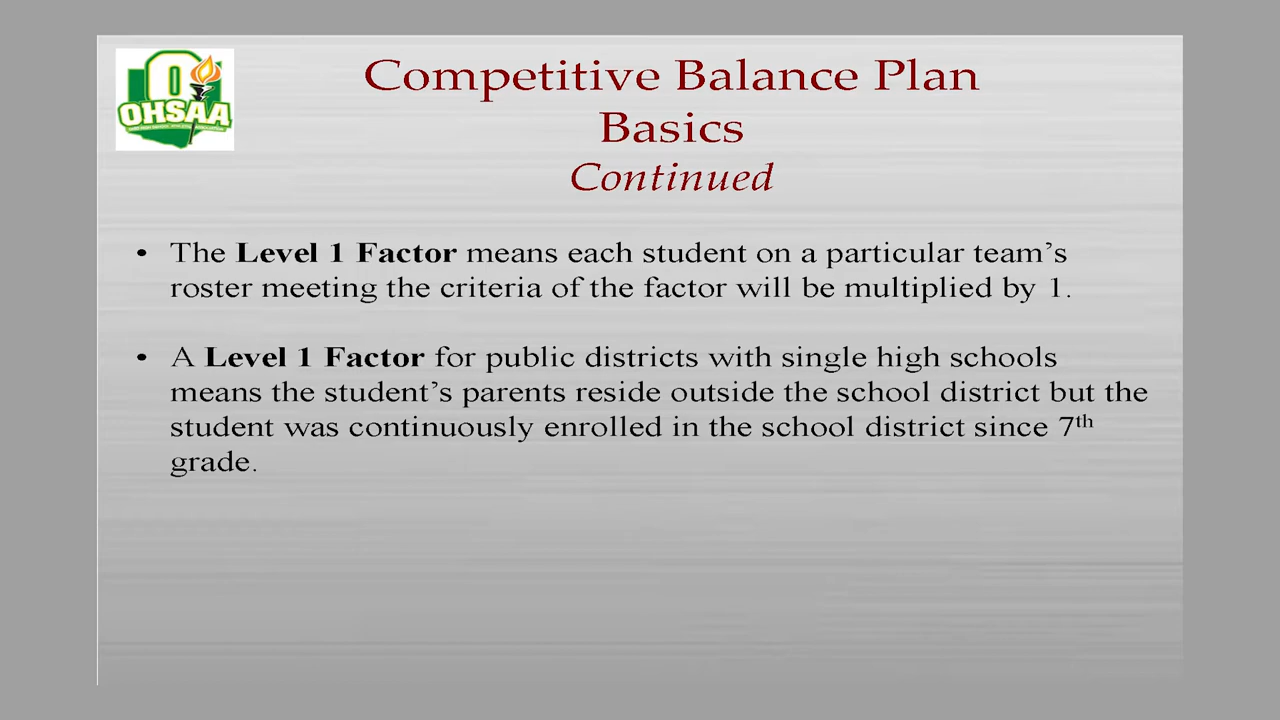 OHSAA
Competitive Balance Plan
Basics
Continued
• The Level 1 Factor means each student on a particular team’s
roster meeting the criteria of the factor will be multiplied by 1.
• A Level 1 Factor for public districts with single high schools
means the student’s parents reside outside the school district but the
student was continuously enrolled in the school district since 7th
grade.